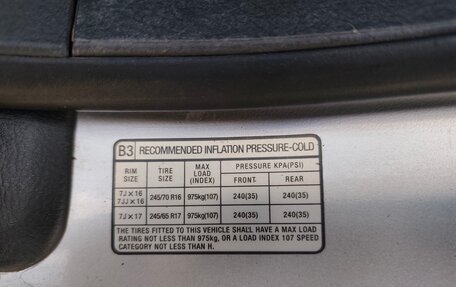 B3 RECOMMENDED INFLATION PRESSURE-COLD
RIM SIZE TIRE SIZE MAX LOAD (INDEX) PRESSURE KPA(PSI)
FRONT REAR
7J×16 7JJ×16 245/70 R16 975kg(107) 240(35) 240(35)
7J×17 245/65 R17 975kg(107) 240(35) 240(35)
THE TIRES FITTED TO THIS VEHICLE SHALL HAVE A MAX LOAD
RATING NOT LESS THAN 975kg, OR A LOAD INDEX 107 SPEED
CATEGORY NOT LESS THAN H.